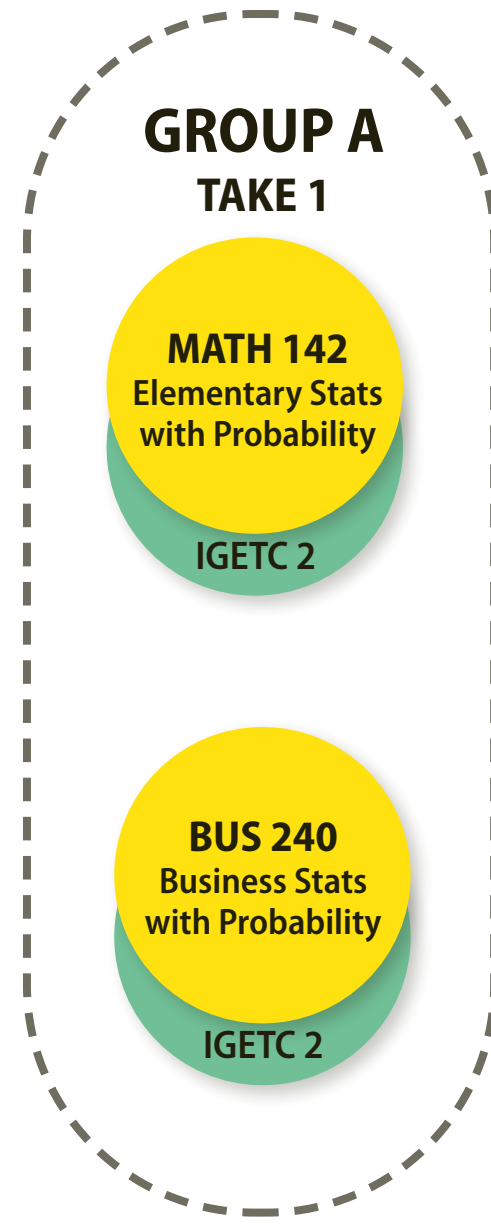 GROUP A
TAKE 1
MATH 142
Elementary Stats
with Probability
IGETC 2
BUS 240
Business Stats
with Probability
IGETC 2